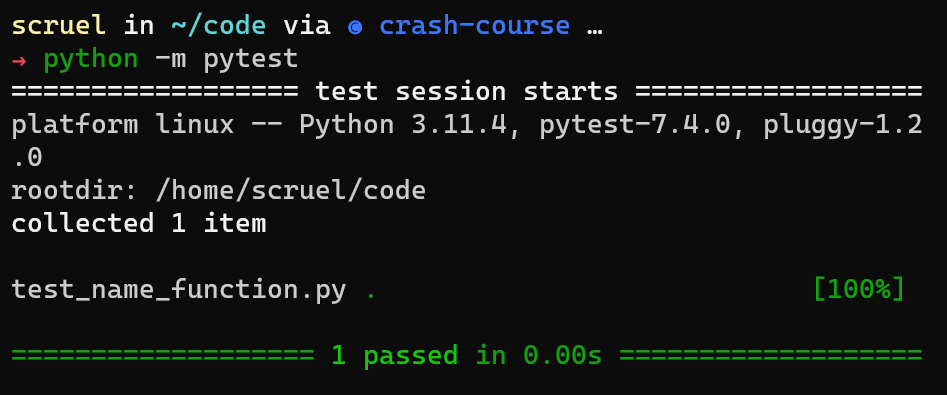 scruel in ~/code via ◉ crash-course …
→ python -m pytest
================== test session starts ==================
platform linux -- Python 3.11.4, pytest-7.4.0, pluggy-1.2
.0
rootdir: /home/scruel/code
collected 1 item
test_name_function.py . [100%]
=================== 1 passed in 0.00s ===================